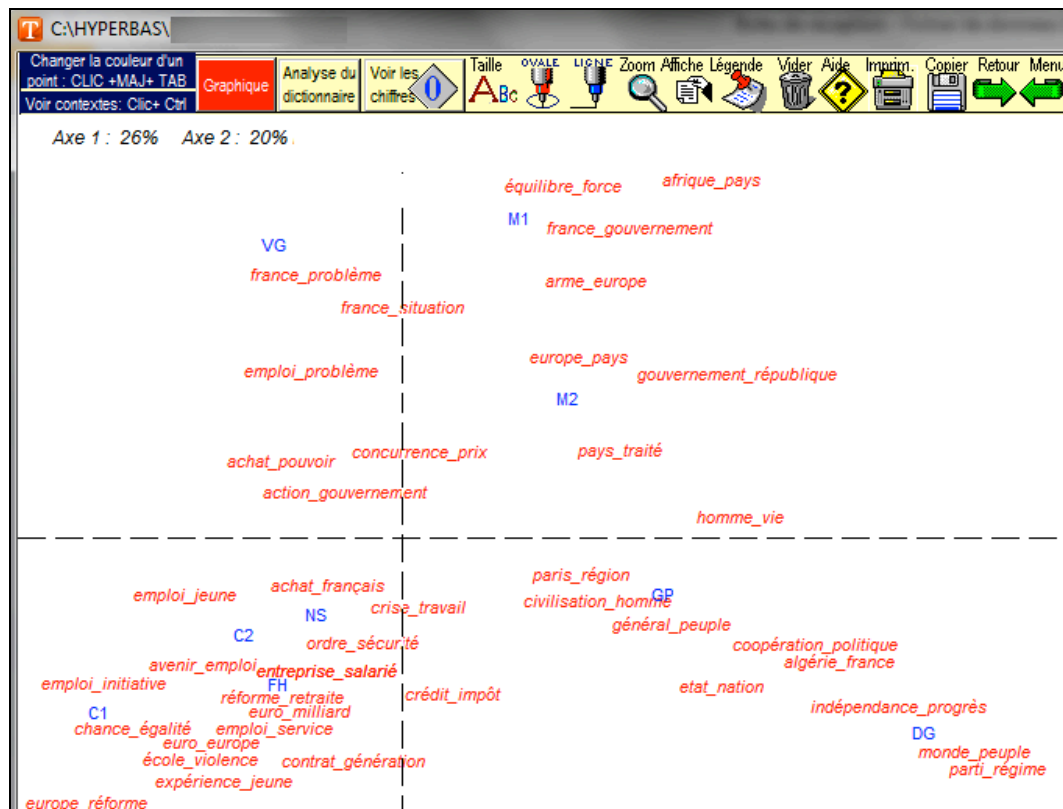 C:\HYPERBAS\
Changer la couleur d'un
point : CLIC +MAJ+ TAB
Voir contextes: Clic+ Ctrl
Graphique
Analyse du
dictionnaire
Voir les
chiffres
0
Taille
ABc
OVALE
LIGNE
Zoom
Affiche
Légende
Vider
Aide
?
Imprim.
Copier
Retour
Menu
Axe 1 : 26% Axe 2 : 20%
afrique_pays
équilibre_force
M1
france_gouvernement
VG
france_problème
arme_europe
france_situation
europe_pays
emploi_problème
gouvernement_république
M2
concurrence_prix
pays_traité
achat_pouvoir
action_gouvernement
homme_vie
paris_région
achat_français
emploi_jeune
GP
civilisation_homme
crise_travail
NS
général_peuple
C2
ordre_sécurité
coopération_politique
algérie_france
avenir_emploi
entreprise_salarié
emploi_initiative
FH
etat_nation
réforme_retraite
crédit_impôt
indépendance_progrès
C1
euro_milliard
chance_égalité
emploi_service
DG
euro_europe
monde_peuple
école_violence
contrat_génération
parti_régime
expérience_jeune
europe_réforme